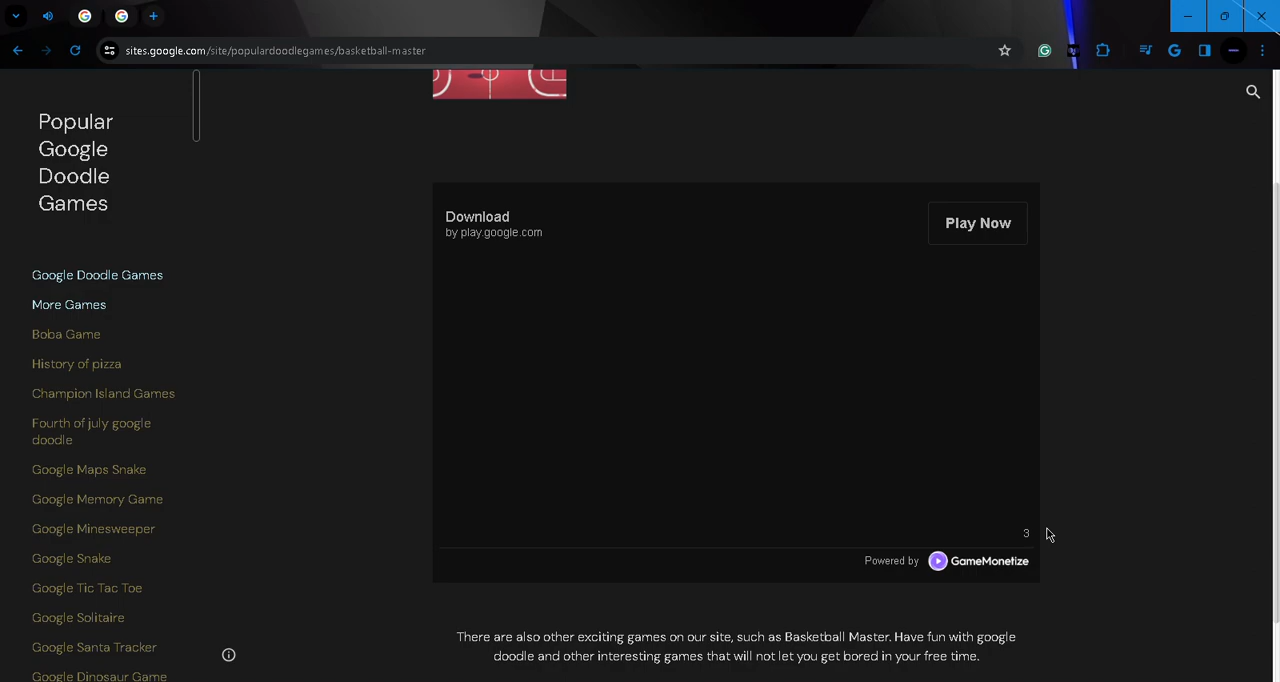 sites.google.com/site/populardoodlegames/basketball-master
Popular
Google
Doodle
Games
Google Doodle Games
More Games
Boba Game
History of pizza
Champion Island Games
Fourth of july google
doodle
Google Maps Snake
Google Memory Game
Google Minesweeper
Google Snake
Google Tic Tac Toe
Google Solitaire
Google Santa Tracker
Google Dinosaur Game
Download
by play.google.com
Play Now
3
Powered by GameMonetize
There are also other exciting games on our site, such as Basketball Master. Have fun with google
doodle and other interesting games that will not let you get bored in your free time.